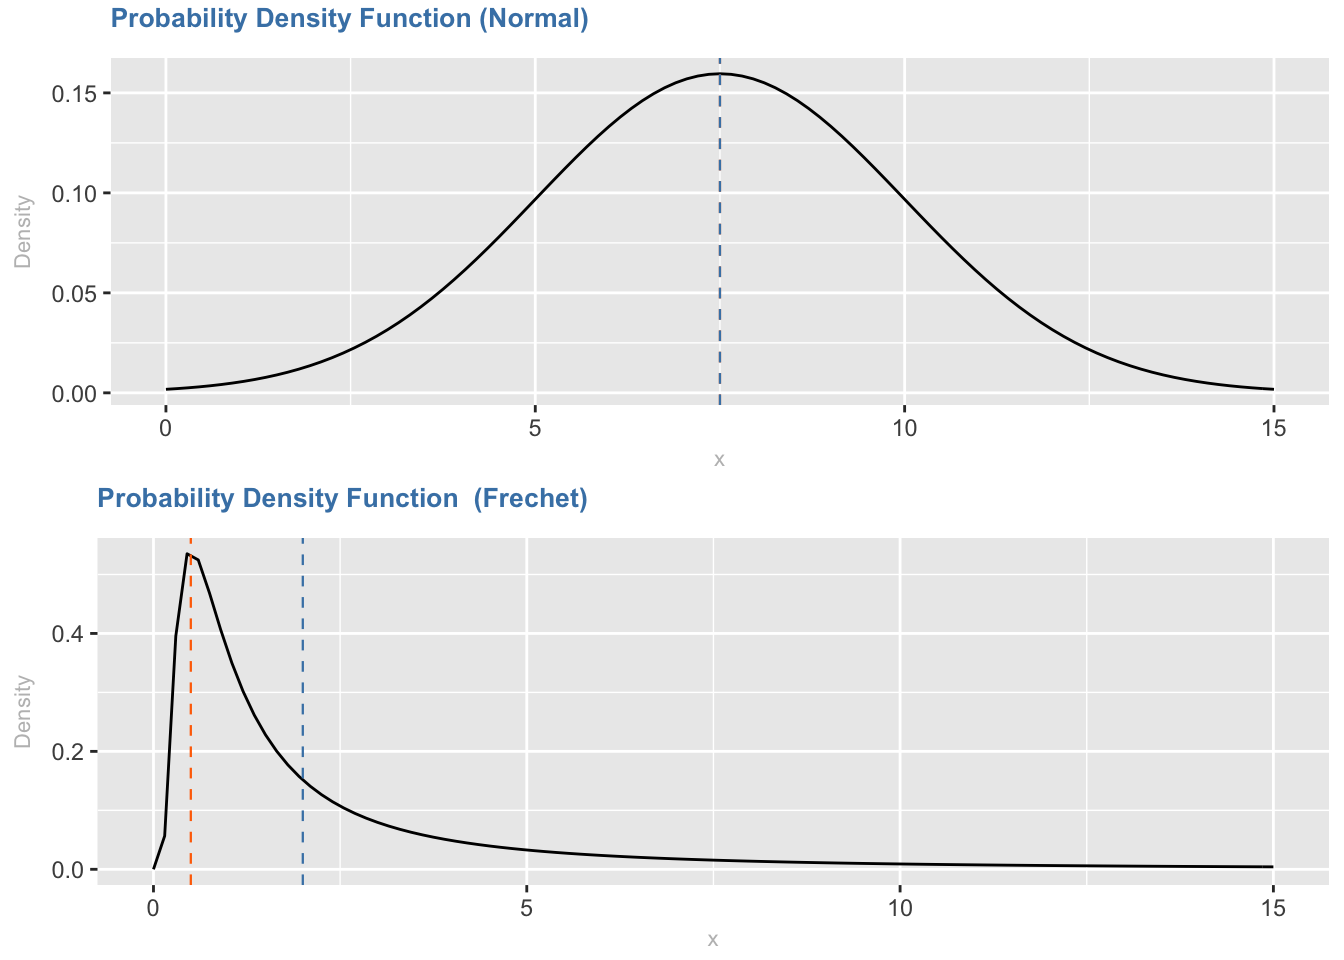 Probability Density Function (Normal)
0.15
0.10
0.05
0.00
Density
0 5 10 15
x
Probability Density Function  (Frechet)
0.4
0.2
0.0
Density
0 5 10 15
x